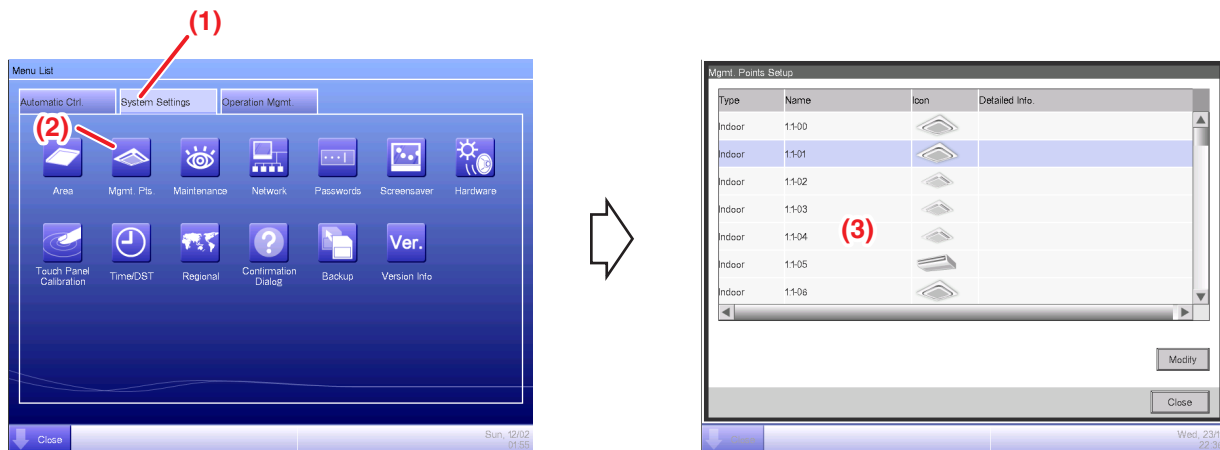 (1)
Menu List
Automatic Ctrl. System Settings Operation Mgmt.
(2)
Area Mgmt. Pts. Maintenance Network Passwords Screensaver Hardware
Ver.
Touch Panel Calibration Time/DST Regional Confirmation Dialog Backup Version Info
Close
Sun, 12/02
01:55
Mgmt. Points Setup
Type Name Icon Detailed Info.
Indoor 1:1-00
Indoor 1:1-01
Indoor 1:1-02
Indoor 1:1-03
(3)
Indoor 1:1-04
Indoor 1:1-05
Indoor 1:1-06
Modify
Close
Wed, 23/1